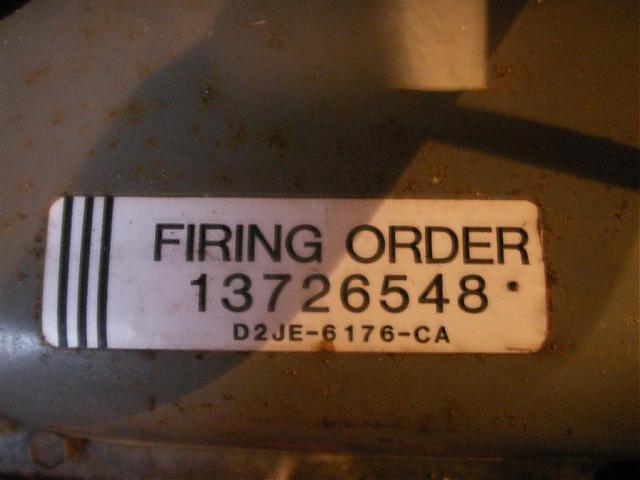 FIRING ORDER
13726548
D2JE-6176-CA